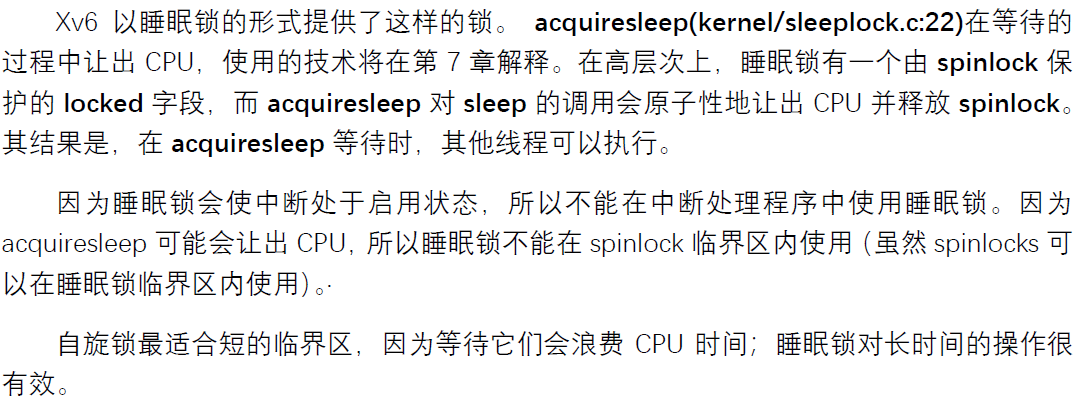 Xv6 以睡眠锁的形式提供了这样的锁。 acquiresleep(kernel/sleeplock.c:22)在等待的
过程中让出 CPU，使用的技术将在第 7 章解释。在高层次上，睡眠锁有一个由 spinlock 保
护的 locked 字段，而 acquiresleep 对 sleep 的调用会原子性地让出 CPU 并释放 spinlock。
其结果是，在 acquiresleep 等待时，其他线程可以执行。
因为睡眠锁会使中断处于启用状态，所以不能在中断处理程序中使用睡眠锁。因为
acquiresleep 可能会让出 CPU，所以睡眠锁不能在 spinlock 临界区内使用（虽然 spinlocks 可
以在睡眠锁临界区内使用）。·
自旋锁最适合短的临界区，因为等待它们会浪费 CPU 时间；睡眠锁对长时间的操作很
有效。